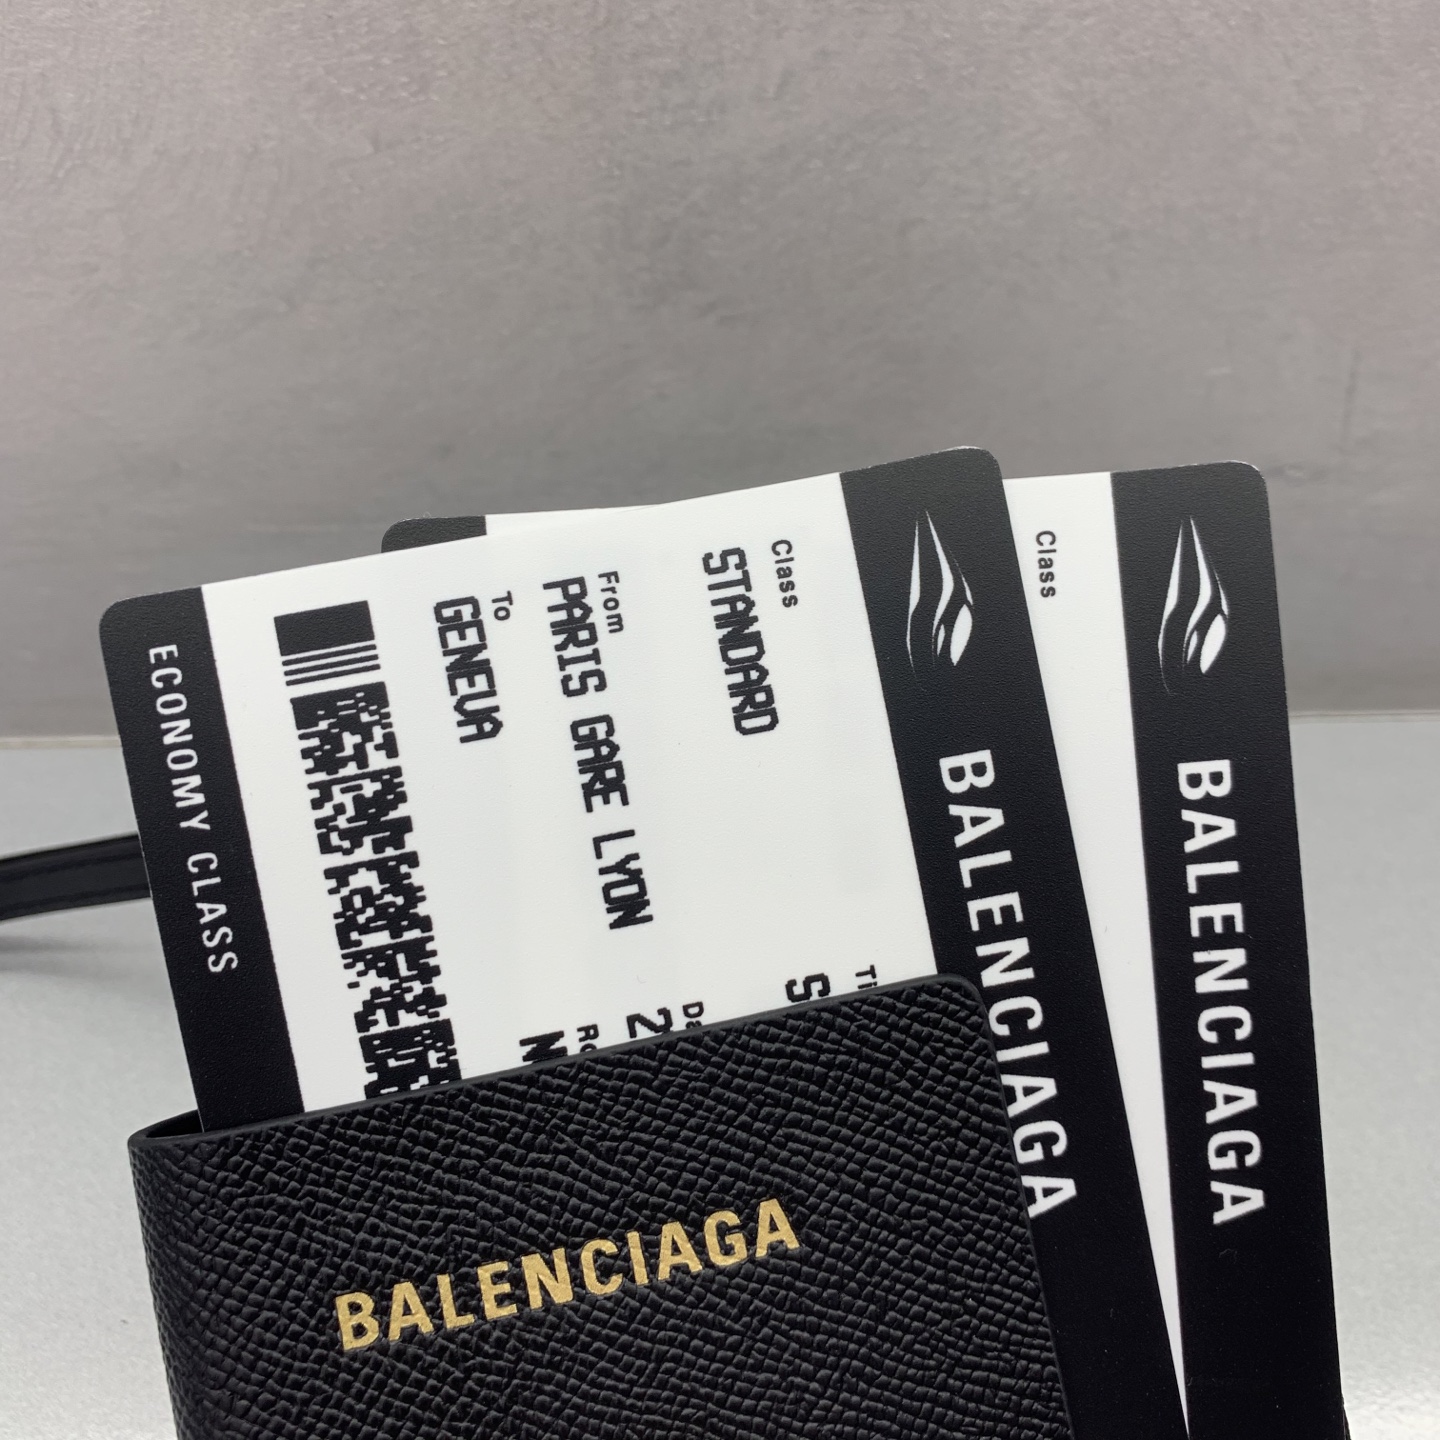 BALENCIAGA
Class
STANDARD
From
PARIS GARE LYON
To
GENEVA
ECONOMY CLASS
BALENCIAGA
Class
BALENCIAGA